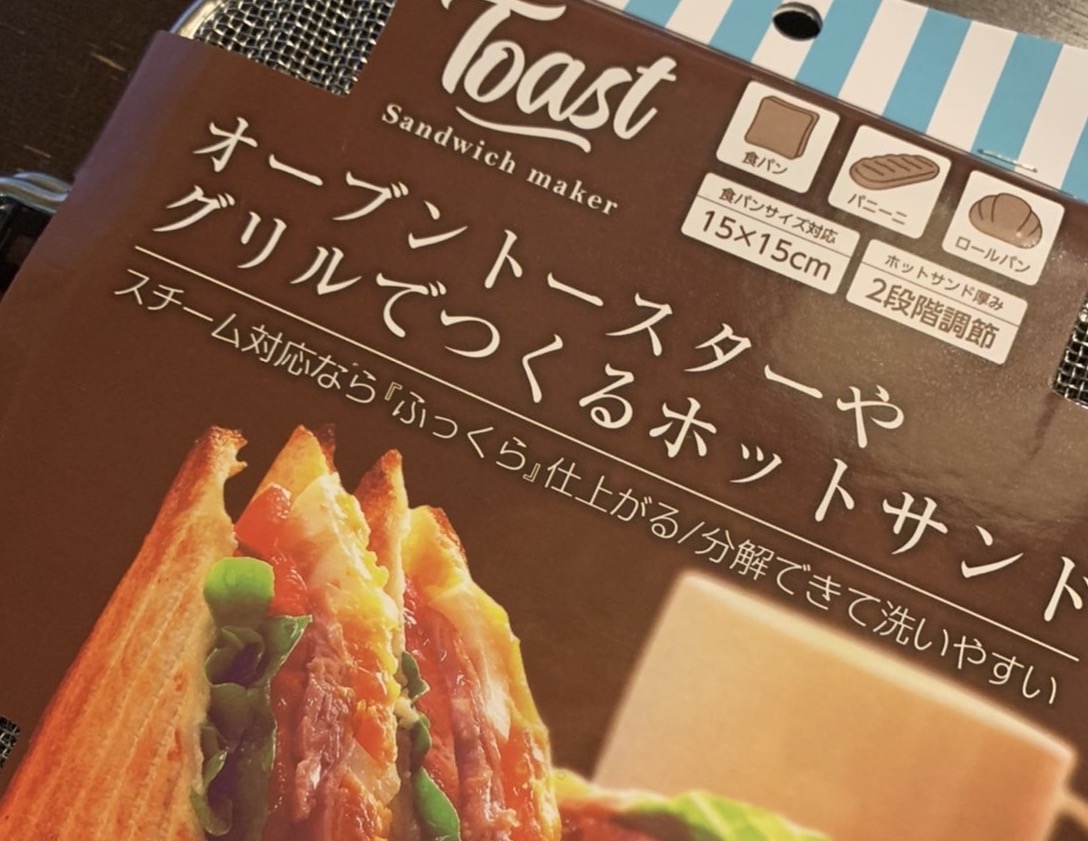 Toast
Sandwich maker
食パン
パニーニ
ロールパン
食パンサイズ対応
15×15cm
ホットサンド厚み
2段階調節
オーブントースターや
グリルでつくるホットサンド
スチーム対応なら『ふっくら』仕上がる/分解できて洗いやすい